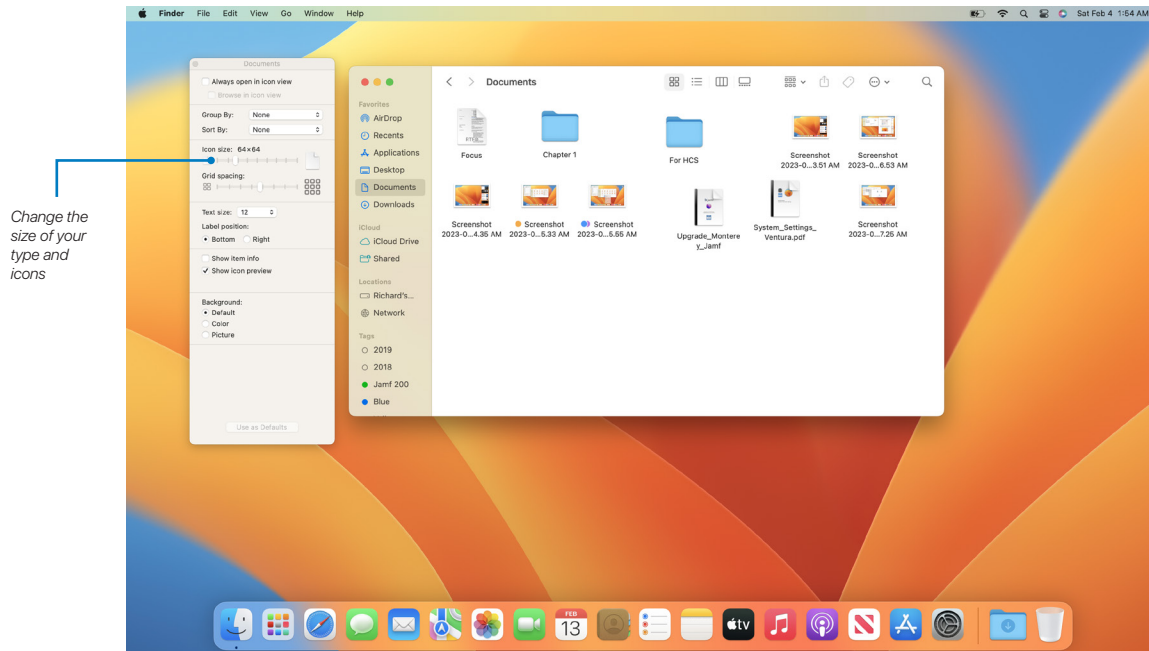 Finder File Edit View Go Window Help
Sat Feb 4 1:54 AM
Change the
size of your
type and
icons
Documents
Always open in icon view
Browse in icon view
Group By: None
Sort By: None
Icon size: 64×64
Grid spacing:
Text size: 12
Label position:
Bottom Right
Show item info
Show icon preview
Background:
Default
Color
Picture
Use as Defaults
Documents
Favorites
AirDrop
Recents
Applications
Desktop
Documents
Downloads
iCloud
iCloud Drive
Shared
Locations
Richard's...
Network
Tags
2019
2018
Jamf 200
Blue
Focus
Chapter 1
For HCS
Screenshot
2023-0...3.51 AM
Screenshot
2023-0...6.53 AM
Screenshot
2023-0...4.35 AM
Screenshot
2023-0...5.33 AM
Screenshot
2023-0...5.55 AM
Upgrade_Montere
y_Jamf
System_Settings_
Ventura.pdf
Screenshot
2023-0...7.25 AM
FEB
13
tv